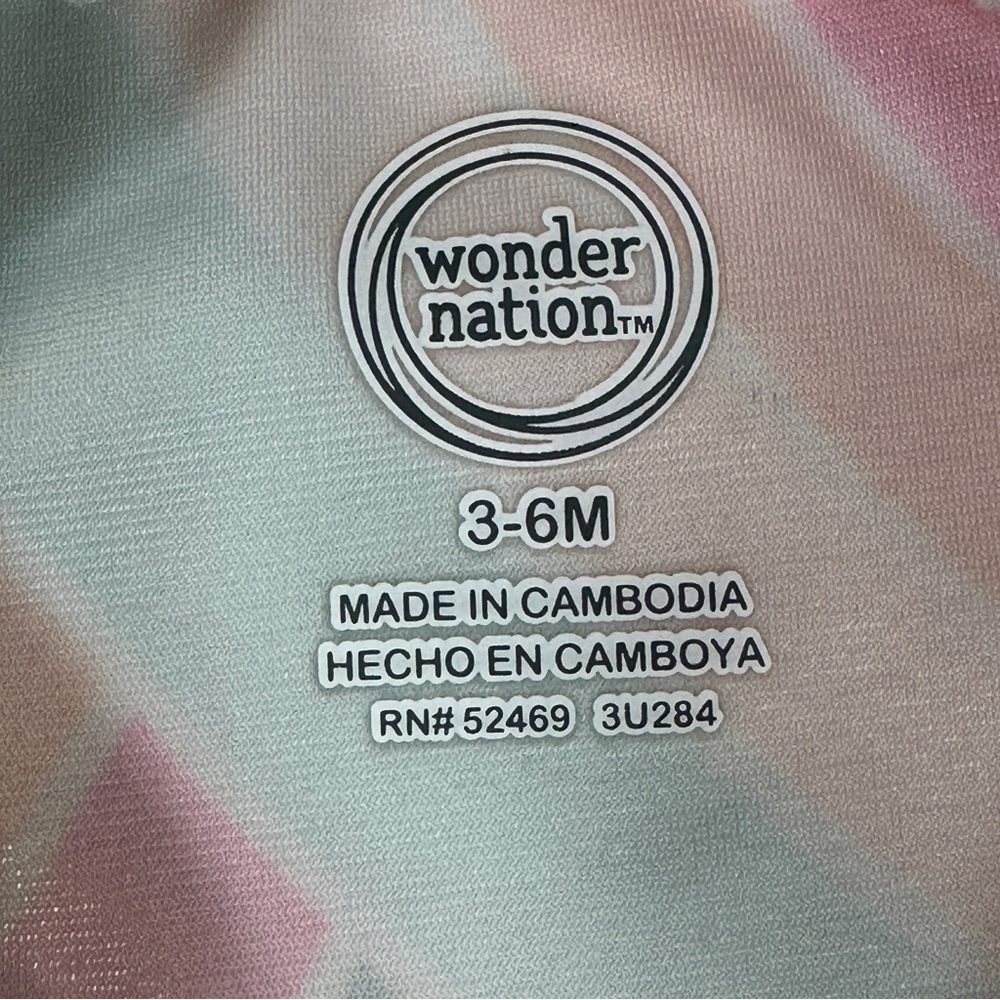 wonder
nation™
3-6M
MADE IN CAMBODIA
HECHO EN CAMBOYA
RN# 52469 3U284